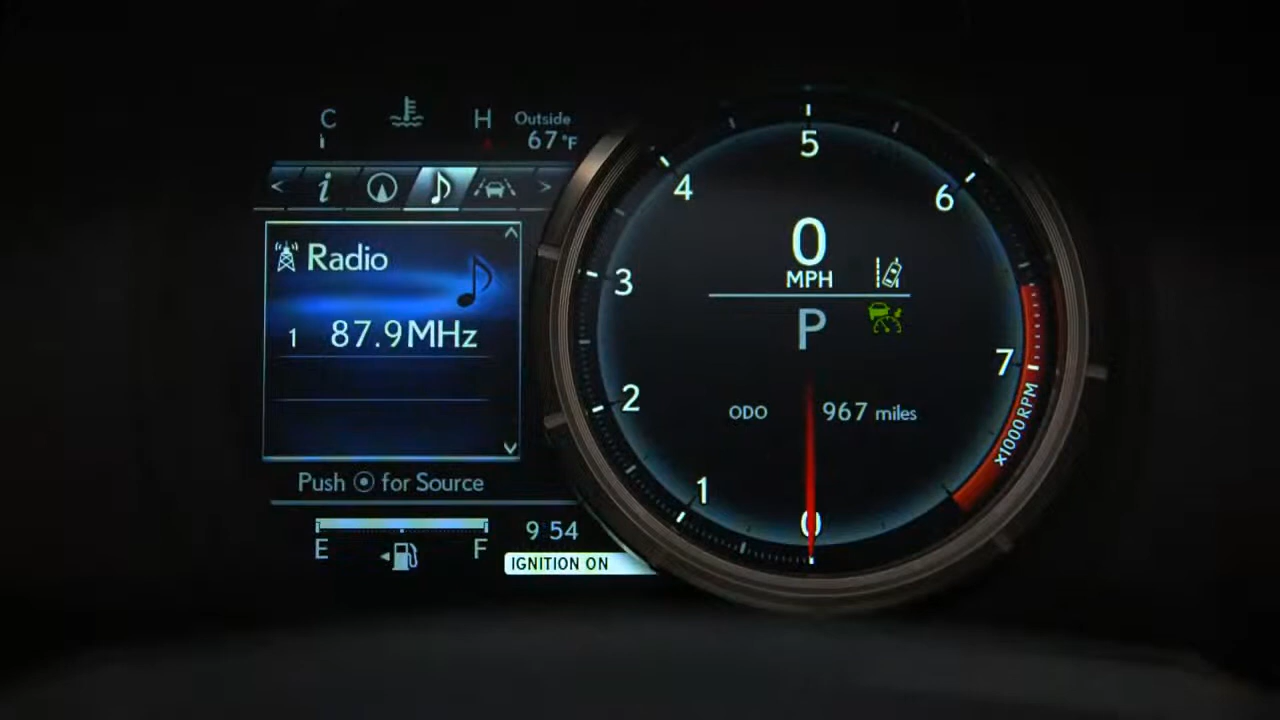 C H
Outside
67°F
< i >
Radio
1 87.9MHz
Push for Source
E F
9 54
IGNITION ON
5
4
6
3
7
2
1
0
0
MPH
P
ODO 967 miles
x1000RPM